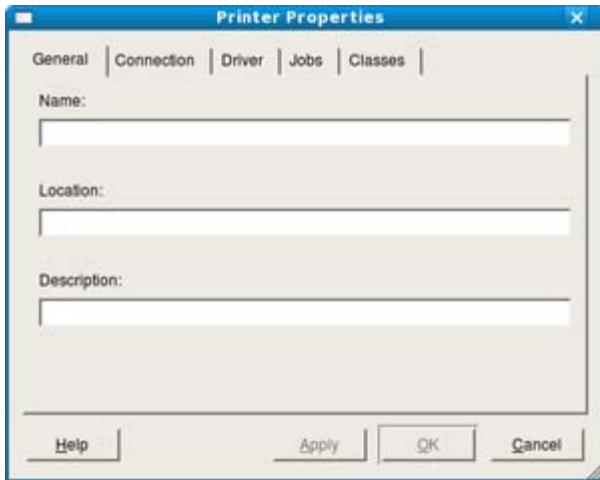 Printer Properties
General Connection Driver Jobs Classes
Name:
Location:
Description:
Help Apply OK Cancel